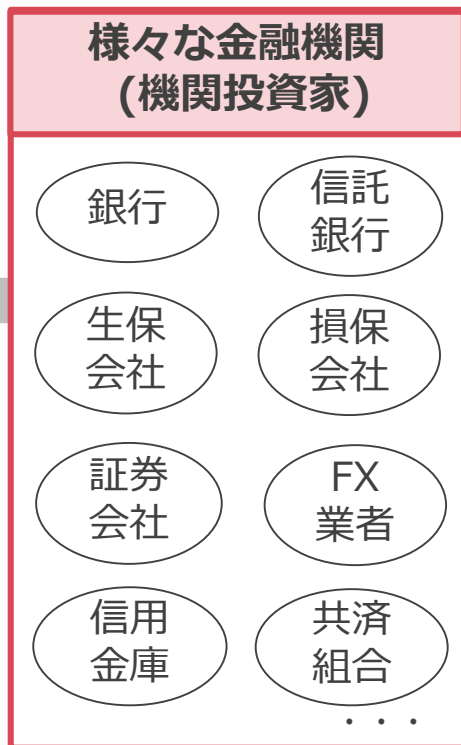 様々な金融機関
(機関投資家)
銀行
信託
銀行
生保
会社
損保
会社
証券
会社
FX
業者
信用
金庫
共済
組合
・・・